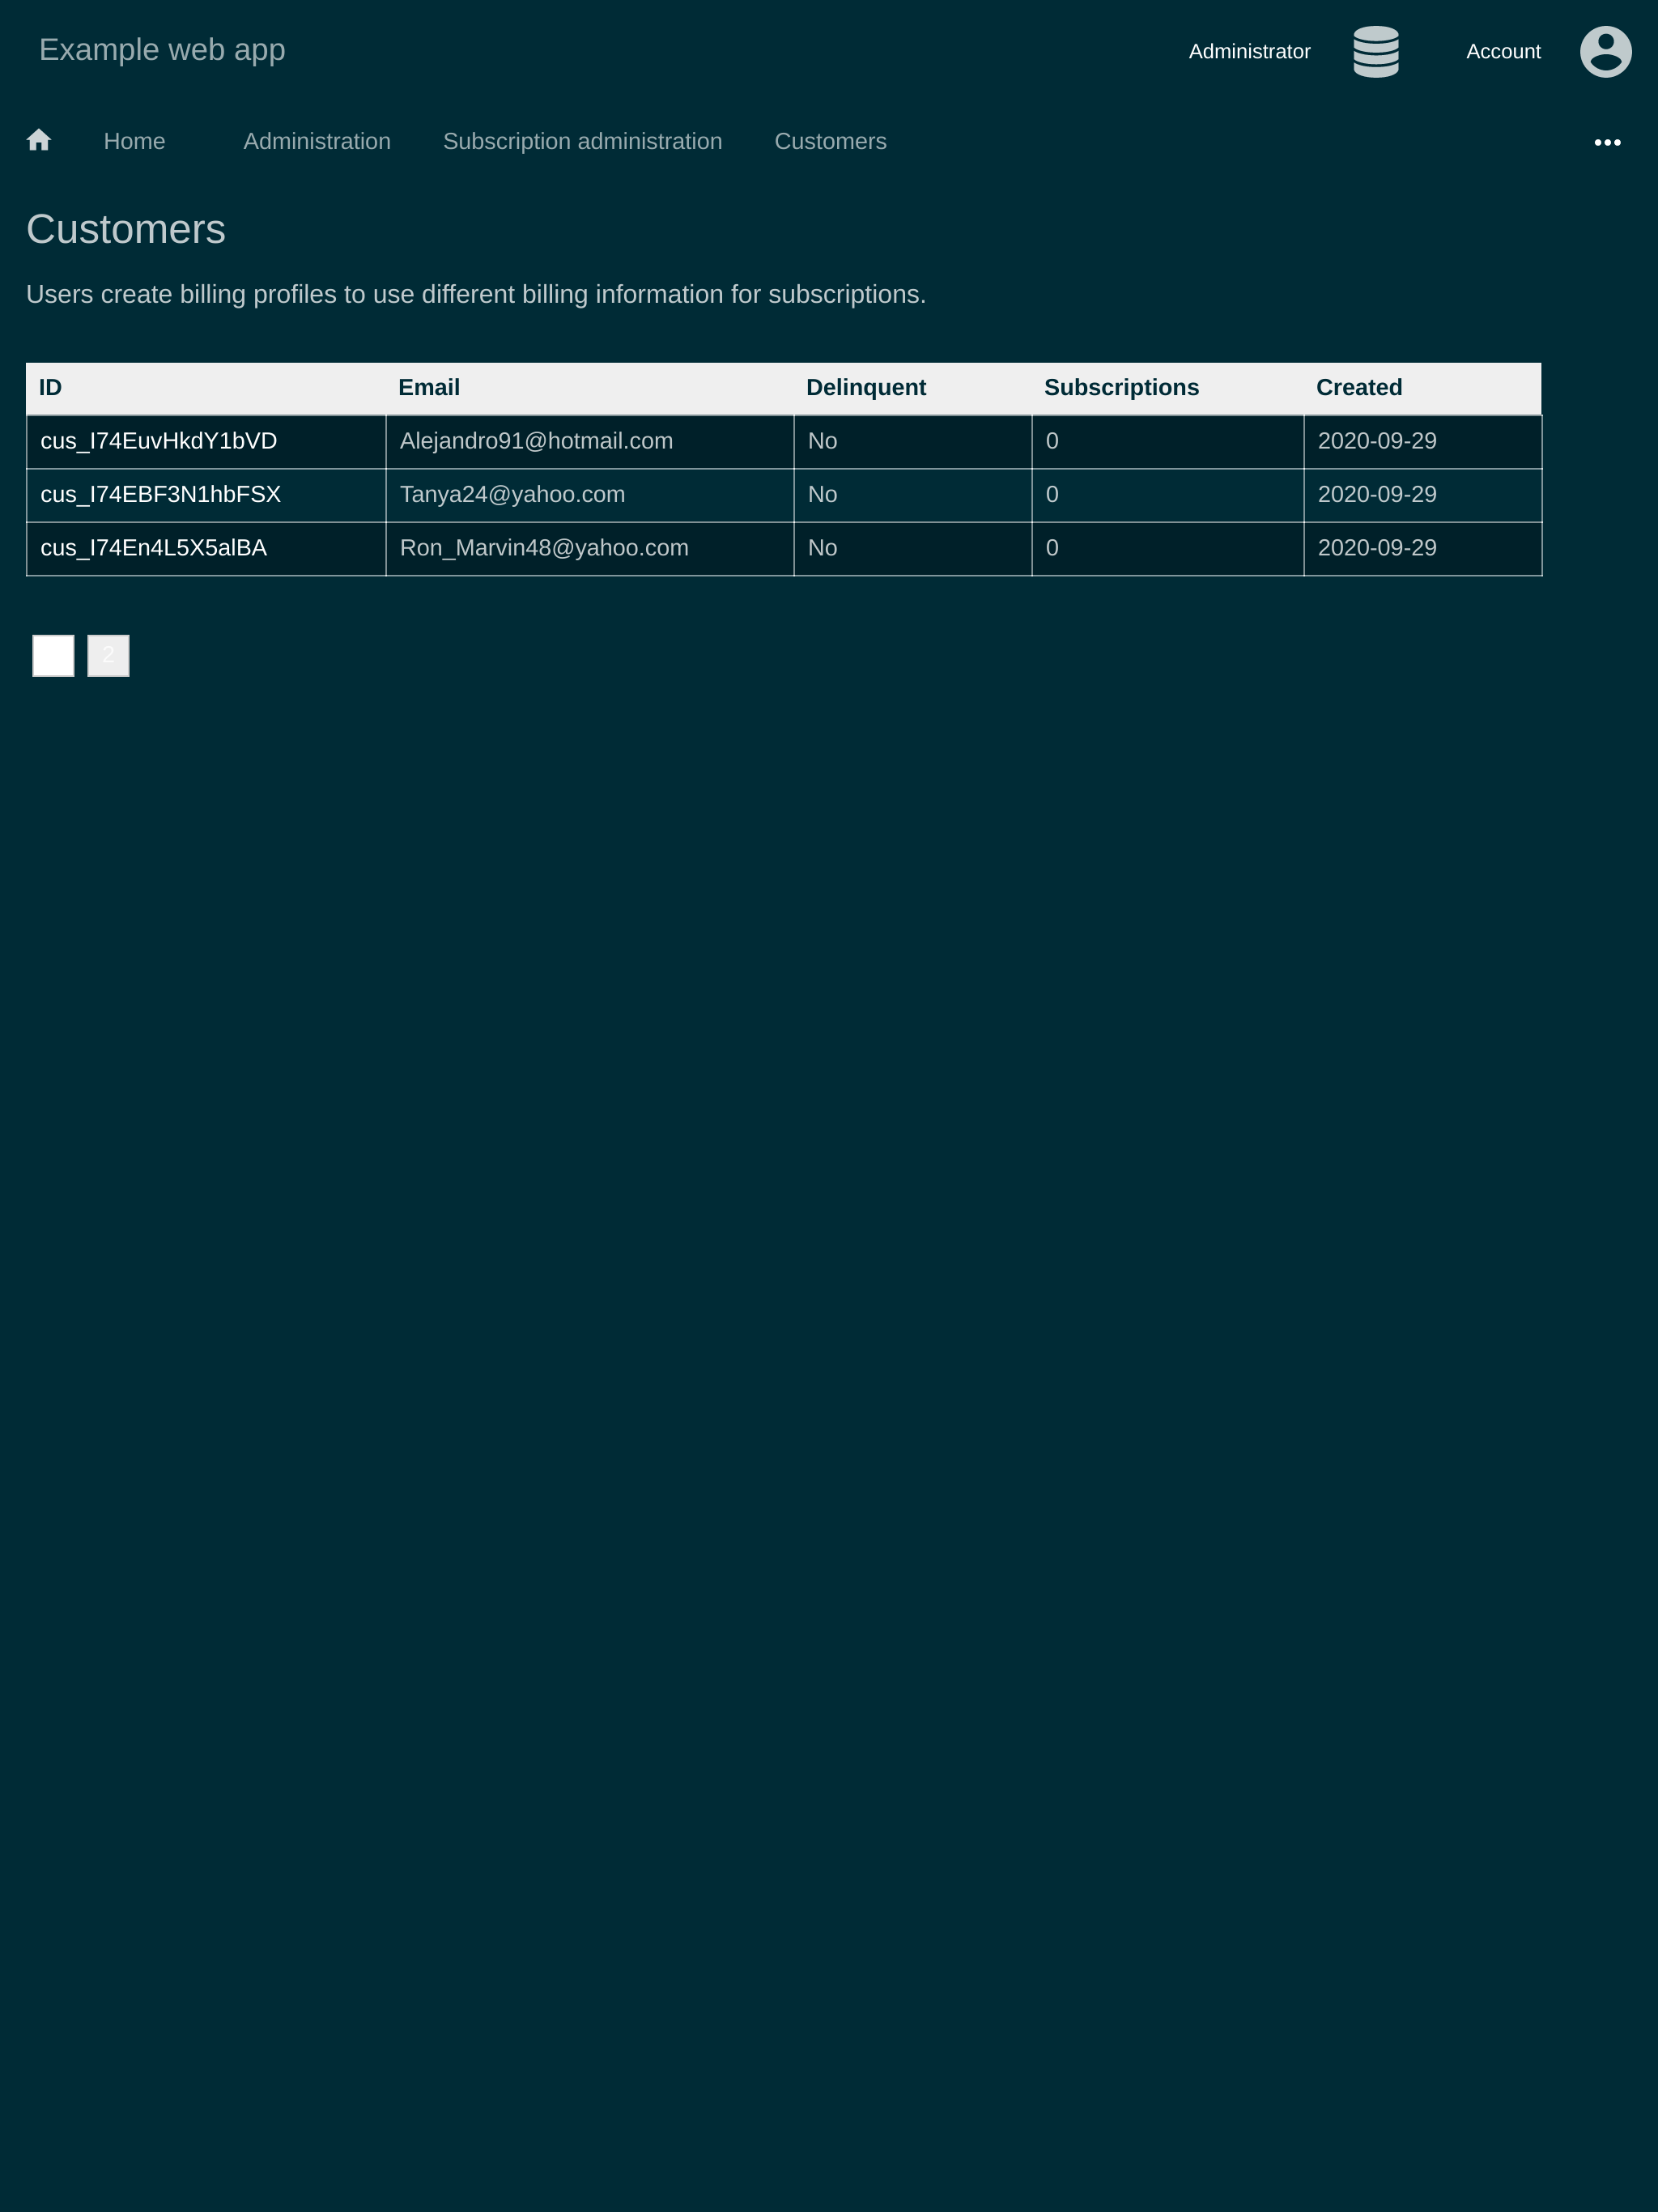 Example web app
Administrator
Account
Home Administration Subscription administration Customers
Customers
Users create billing profiles to use different billing information for subscriptions.
ID Email Delinquent Subscriptions Created
cus_I74EuvHkdY1bVD Alejandro91@hotmail.com No 0 2020-09-29
cus_I74EBF3N1hbFSX Tanya24@yahoo.com No 0 2020-09-29
cus_I74En4L5X5alBA Ron_Marvin48@yahoo.com No 0 2020-09-29
2